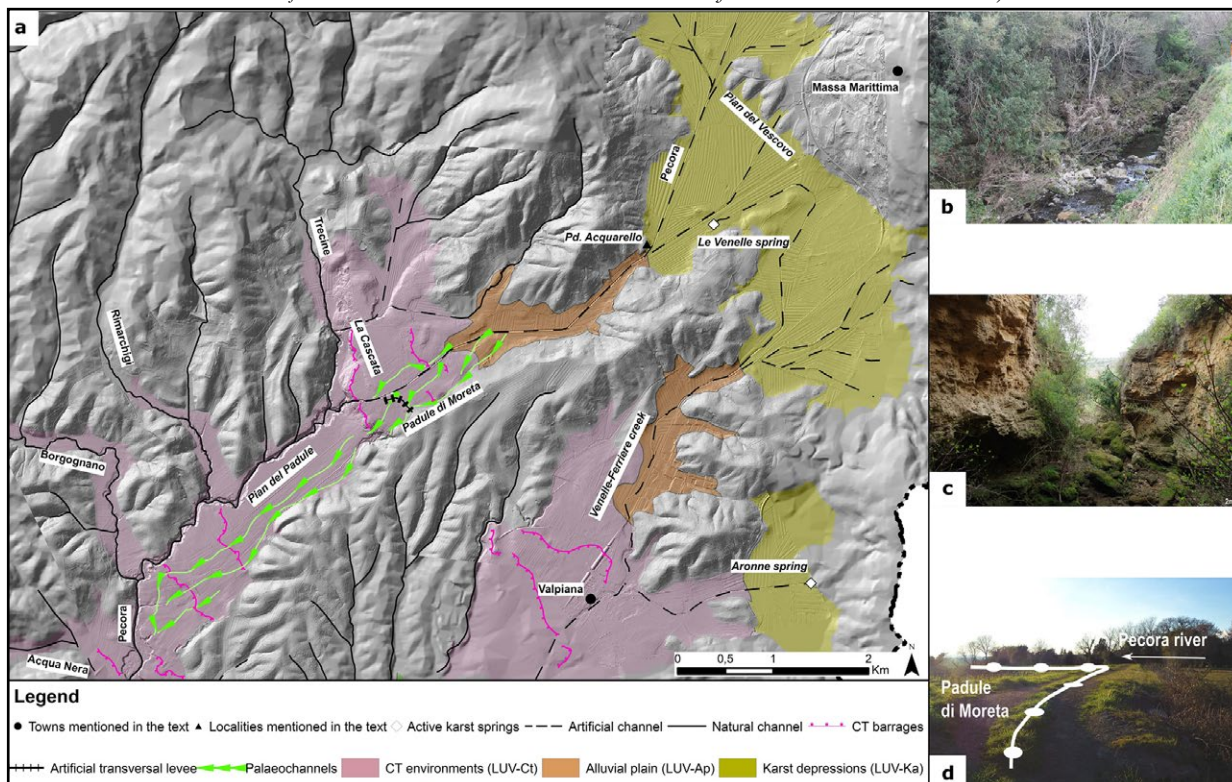 a
Massa Marittima
Pian del Vescovo
Pecora
Trecine
Pd. Acquarello
Le Venelle spring
Rimarchigi
La Cascata
Padule di Moreta
Borgognano
Pian del Padule
Venelle-Ferriere creek
Aronne spring
Valpiana
Pecora
Acqua Nera
N
0 0,5 1 2
Km
Legend
Towns mentioned in the text Localities mentioned in the text Active karst springs Artificial channel Natural channel CT barrages
Artificial transversal levee Palaeochannels CT environments (LUV-Ct) Alluvial plain (LUV-Ap) Karst depressions (LUV-Ka)
b
c
Pecora river
Padule
di Moreta
d